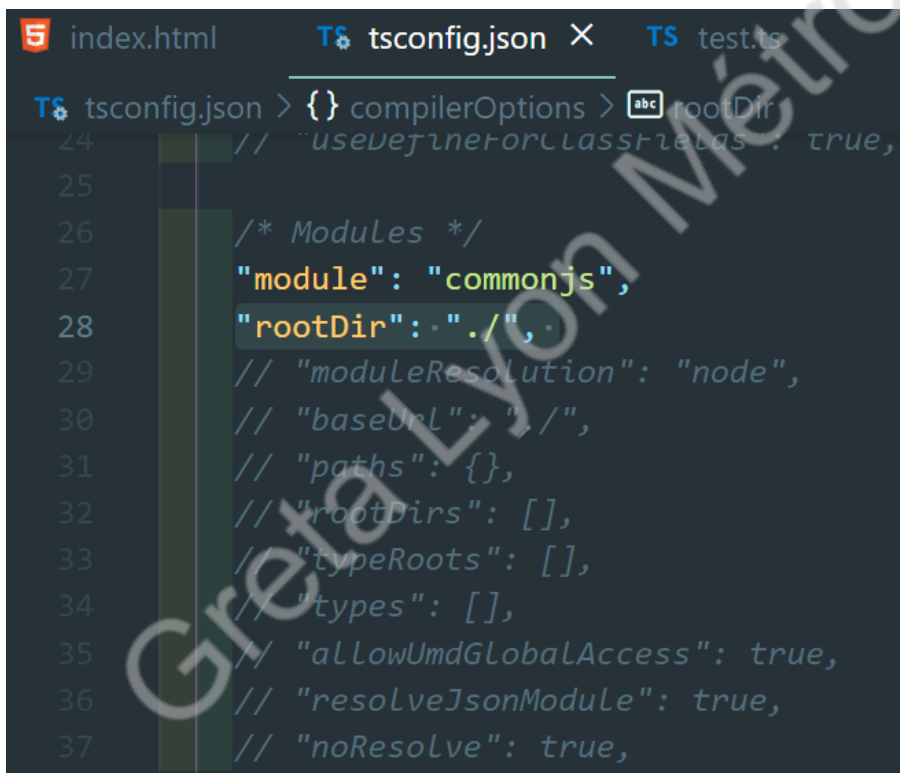 index.html tsconfig.json test.ts
tsconfig.json > {} compilerOptions > abc rootDir
24 // "useDefineForClassFields": true,
25
26 /* Modules */
27 "module": "commonjs",
28 "rootDir": "./",
29 // "moduleResolution": "node",
30 // "baseUrl": "./",
31 // "paths": {},
32 // "rootDirs": [],
33 // "typeRoots": [],
34 // "types": [],
35 // "allowUmdGlobalAccess": true,
36 // "resolveJsonModule": true,
37 // "noResolve": true,
Greta Lyon Métro